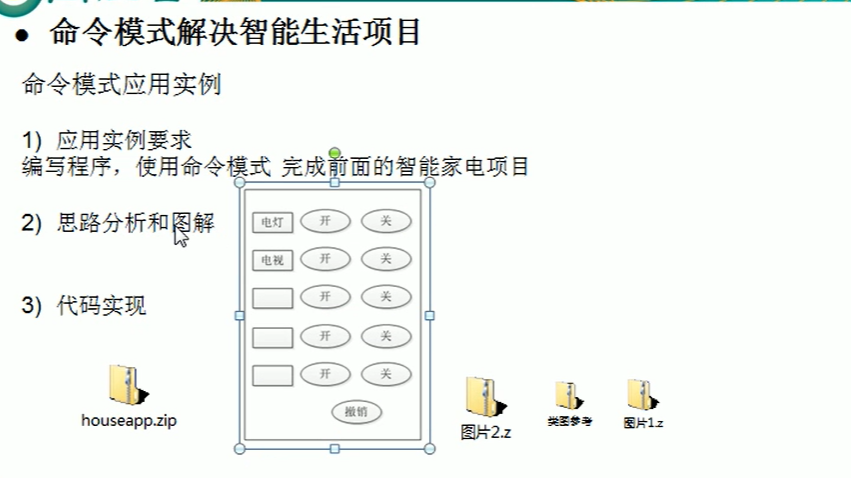 命令模式解决智能生活项目
命令模式应用实例
1) 应用实例要求
编写程序，使用命令模式 完成前面的智能家电项目
2) 思路分析和图解
3) 代码实现
电灯 开 关
电视 开 关
开 关
开 关
开 关
撤销
houseapp.zip
图片2.z
类图参考
图片1.z